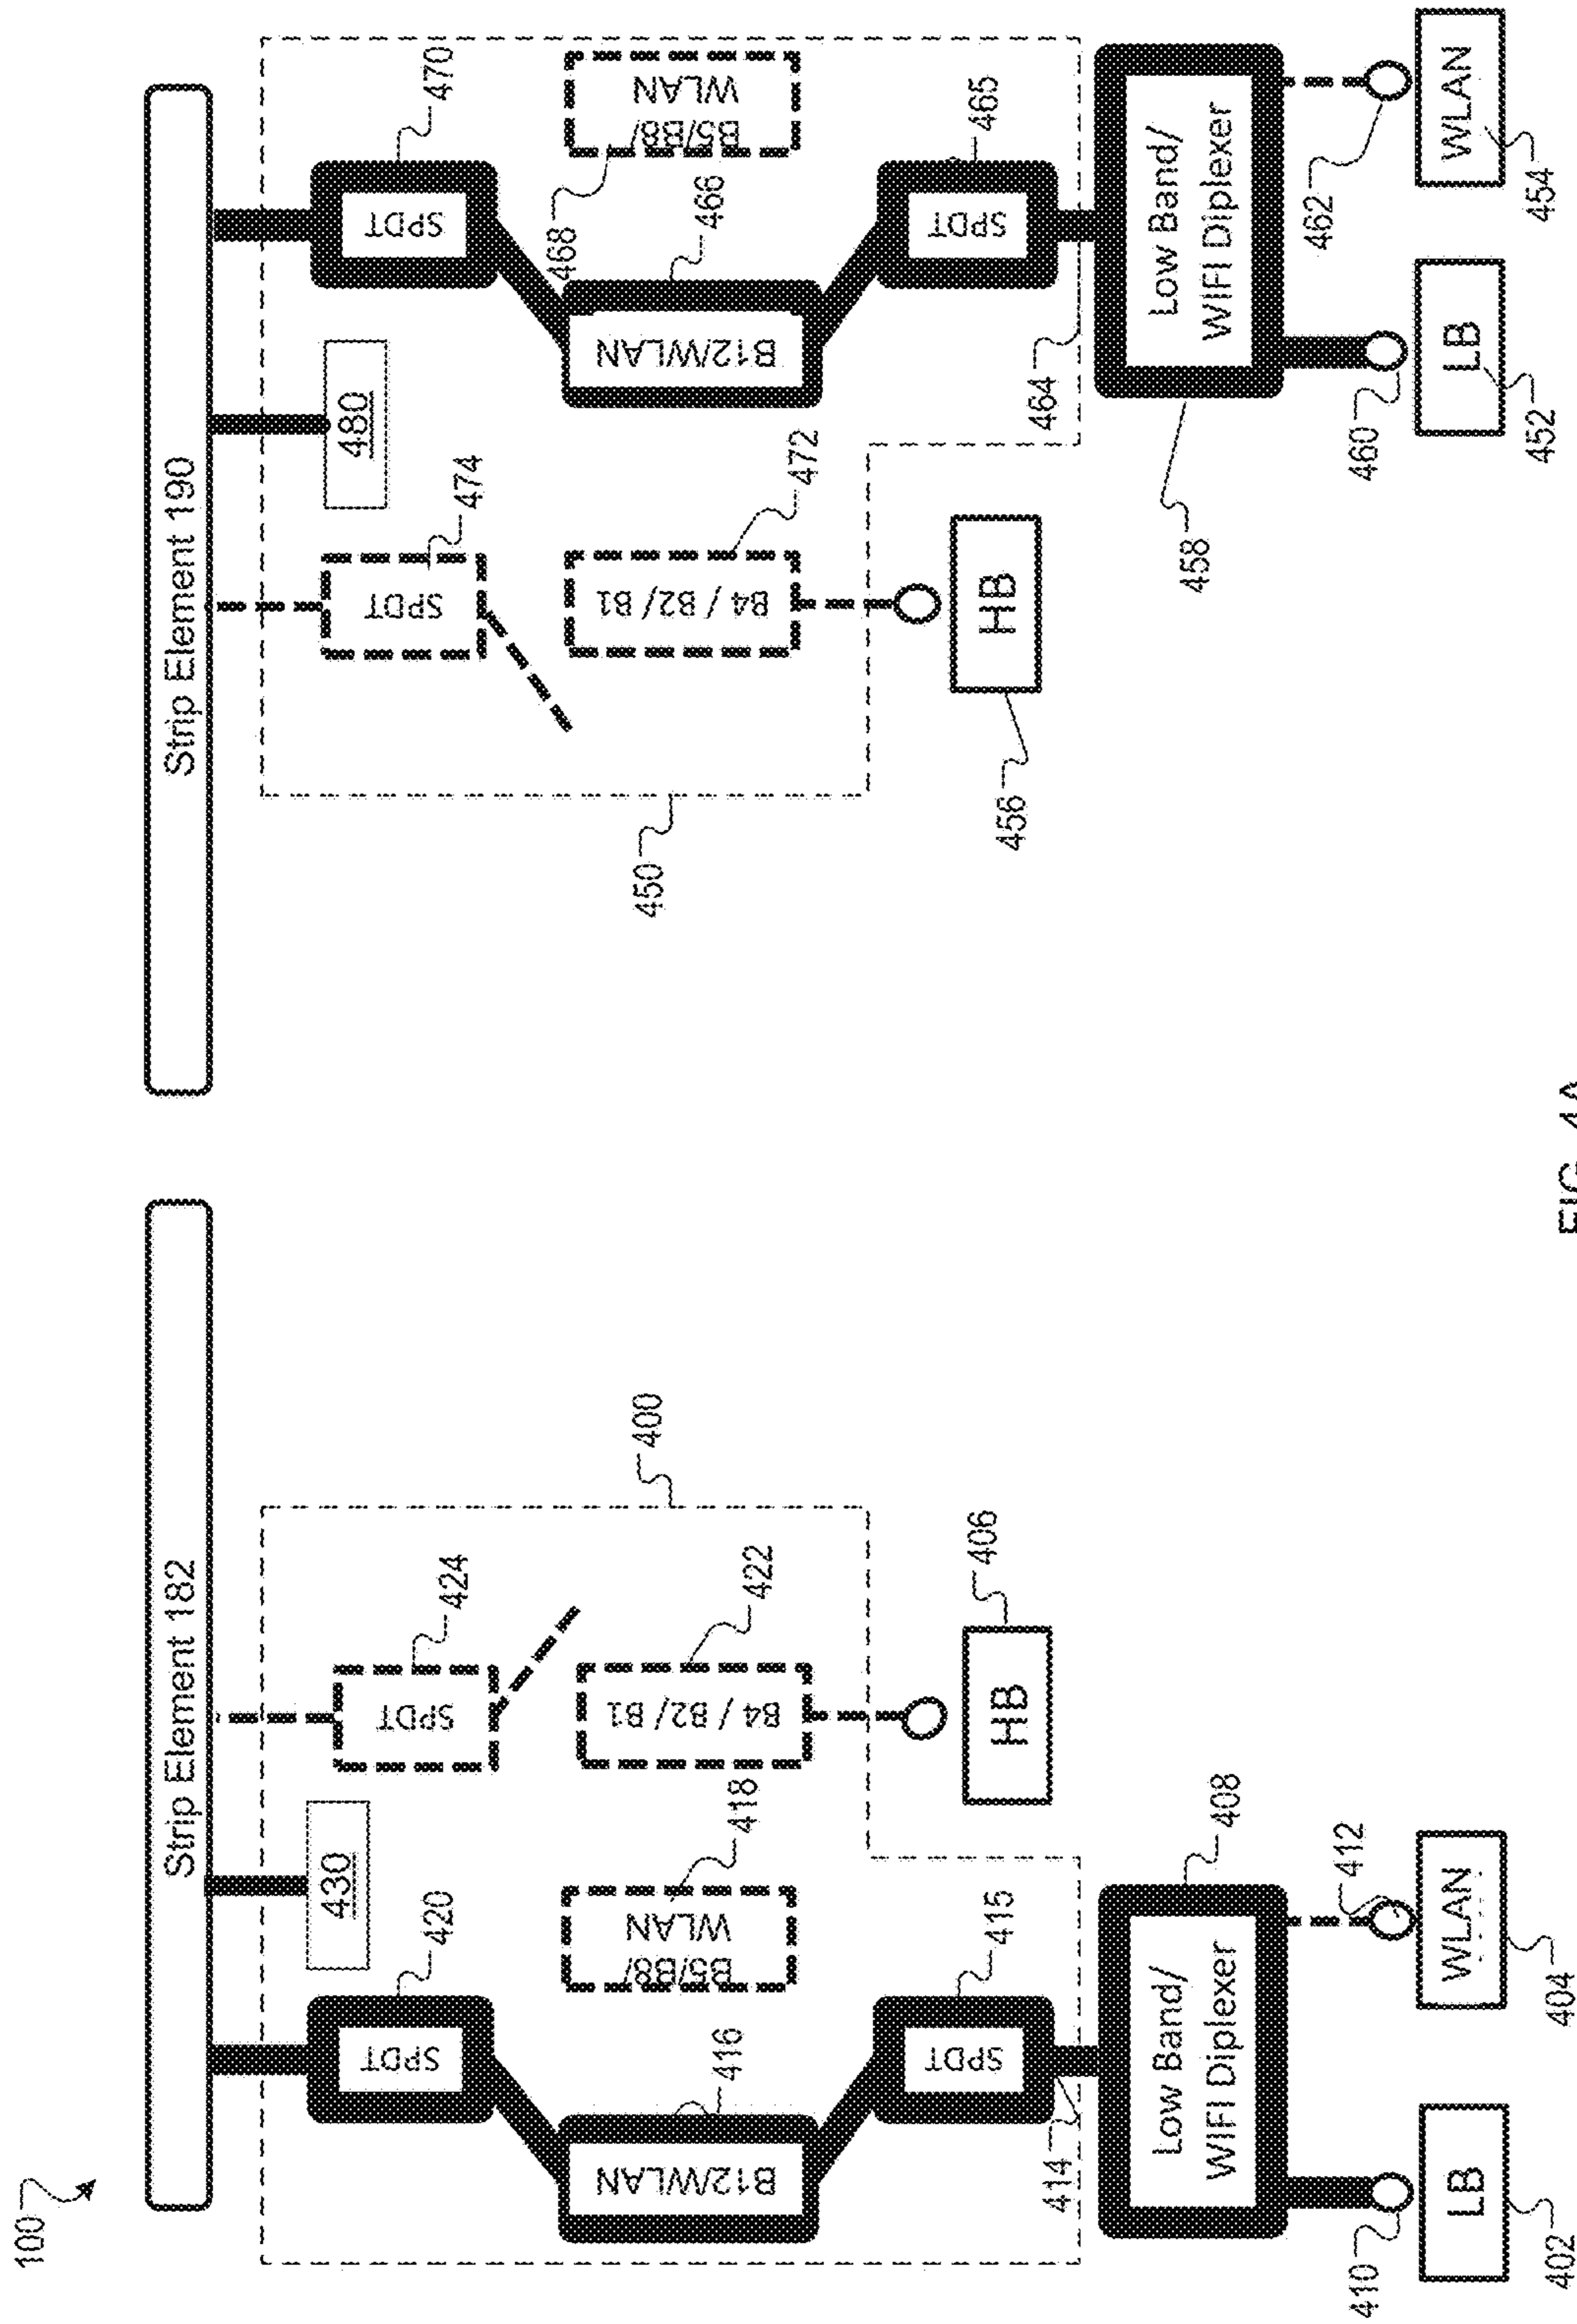 100
Strip Element 182
Strip Element 190
430
480
SPDT
420
SPDT
424
SPDT
474
SPDT
470
400
450
B12/WLAN
416
B5/B8/
WLAN
418
B4 / B2/ B1
422
B4 / B2/ B1
472
B12/WLAN
466
468
B5/B8/
WLAN
SPDT
415
SPDT
465
414
464
HB
406
HB
456
Low Band/
WIFI Diplexer
408
Low Band/
WIFI Diplexer
458
410
412
460
462
LB
402
WLAN
404
LB
452
WLAN
454
FIG. 4A